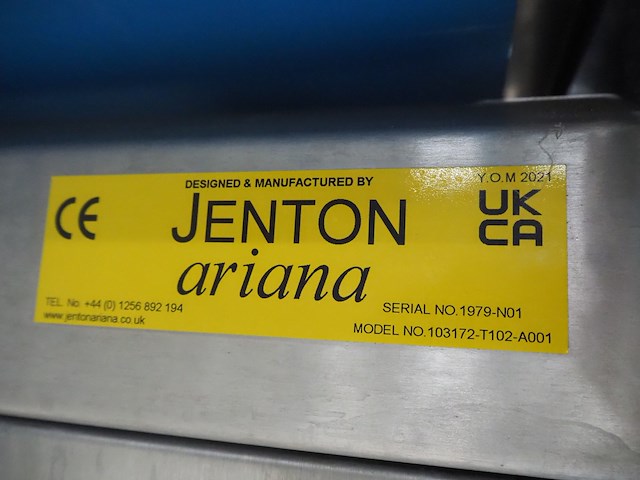 DESIGNED & MANUFACTURED BY
Y.O.M 2021
CE
JENTON
UK
CA
ariana
TEL. No. +44 (0) 1256 892 194
www.jentonariana.co.uk
SERIAL NO.1979-N01
MODEL NO.103172-T102-A001